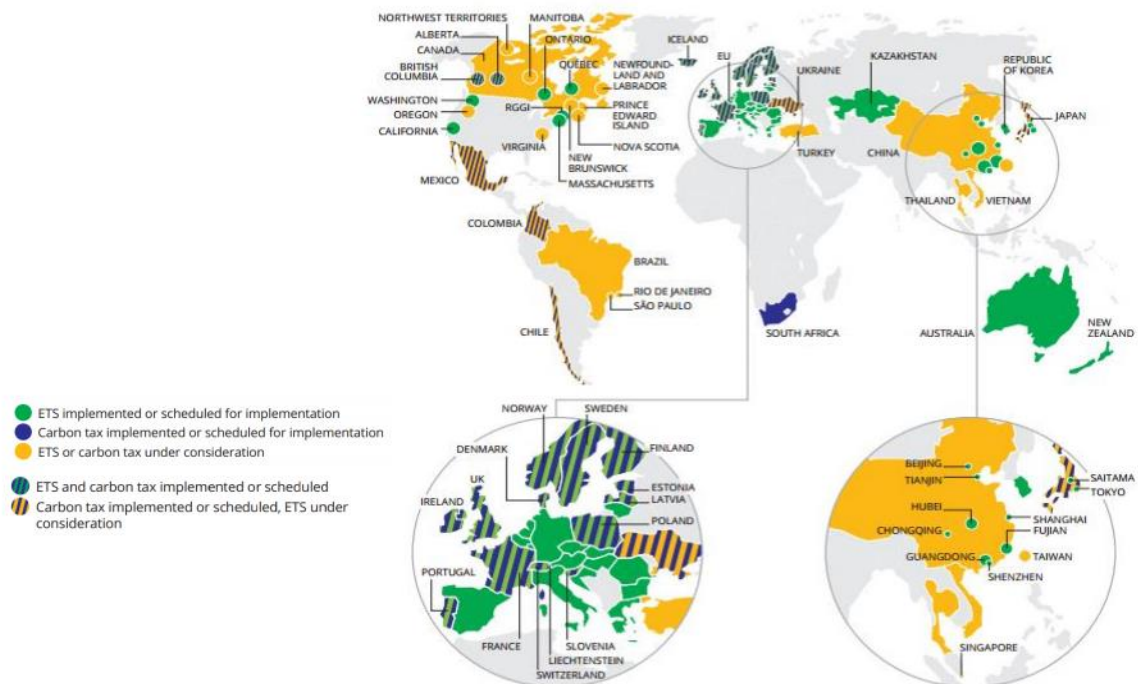 NORTHWEST TERRITORIES
MANITOBA
ALBERTA
ONTARIO
CANADA
QUÉBEC
BRITISH
COLUMBIA
NEWFOUND-
LAND AND
LABRADOR
WASHINGTON
OREGON
RGGI
PRINCE
EDWARD
ISLAND
CALIFORNIA
VIRGINIA
NOVA SCOTIA
NEW
BRUNSWICK
MASSACHUSETTS
MEXICO
COLOMBIA
BRAZIL
RIO DE JANEIRO
SÃO PAULO
CHILE
ICELAND
EU
UKRAINE
KAZAKHSTAN
REPUBLIC
OF KOREA
JAPAN
TURKEY
CHINA
THAILAND
VIETNAM
SOUTH AFRICA
AUSTRALIA
NEW
ZEALAND
ETS implemented or scheduled for implementation
Carbon tax implemented or scheduled for implementation
ETS or carbon tax under consideration
ETS and carbon tax implemented or scheduled
Carbon tax implemented or scheduled, ETS under
consideration
NORWAY
SWEDEN
DENMARK
FINLAND
UK
ESTONIA
LATVIA
IRELAND
POLAND
PORTUGAL
FRANCE
SLOVENIA
LIECHTENSTEIN
SWITZERLAND
BEIJING
TIANJIN
SAITAMA
TOKYO
HUBEI
SHANGHAI
FUJIAN
CHONGQING
GUANGDONG
TAIWAN
SHENZHEN
SINGAPORE